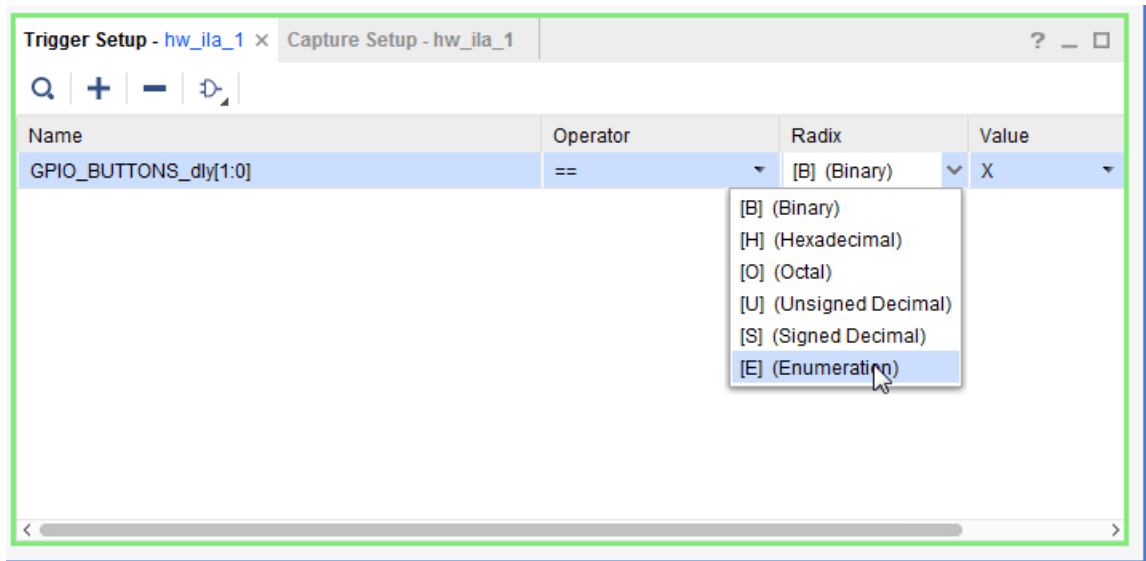 Trigger Setup - hw_ila_1 × Capture Setup - hw_ila_1 ?
Name Operator Radix Value
GPIO_BUTTONS_dly[1:0] == [B] (Binary) X
[B] (Binary)
[H] (Hexadecimal)
[O] (Octal)
[U] (Unsigned Decimal)
[S] (Signed Decimal)
[E] (Enumeration)